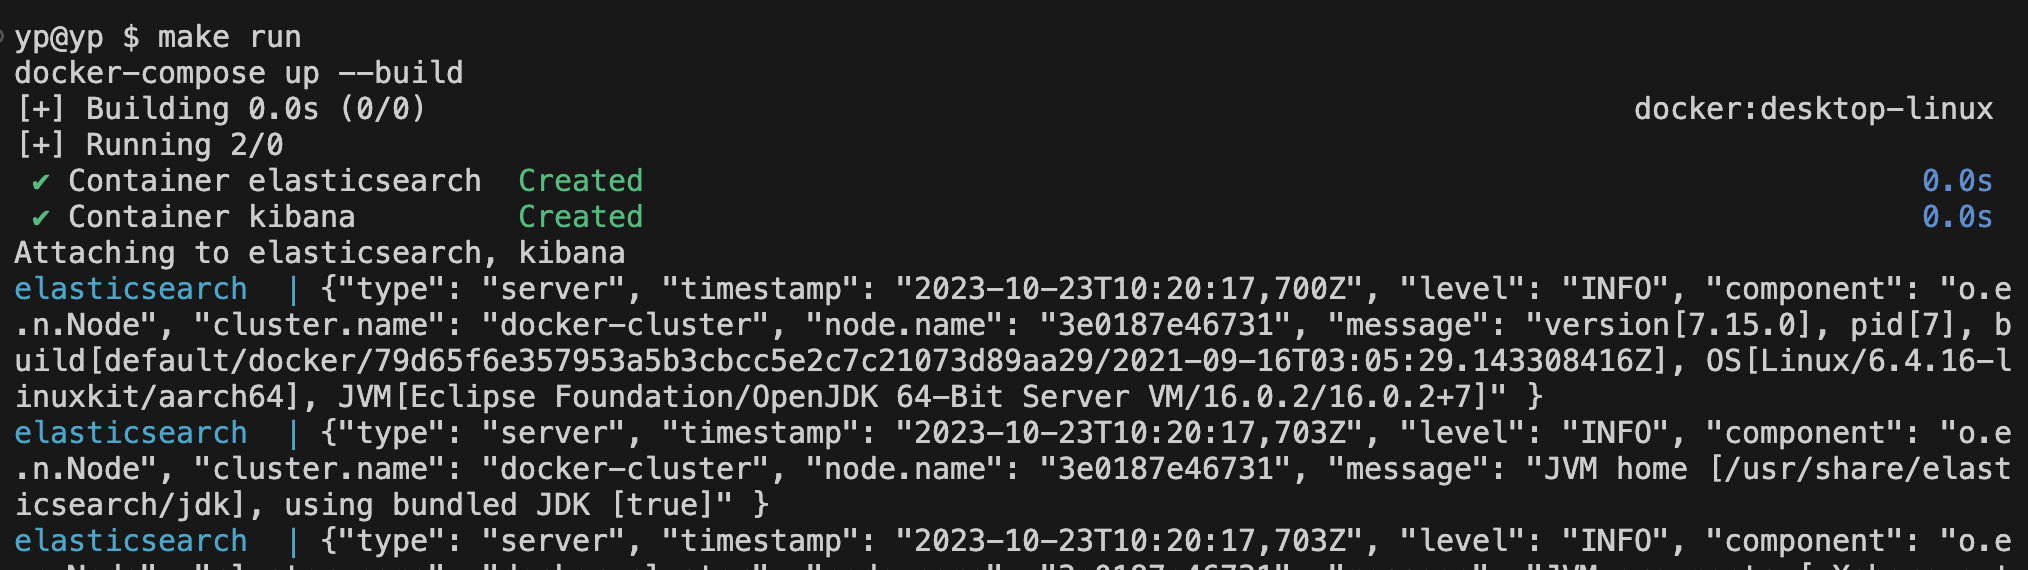 yp@yp $ make run
docker-compose up --build
[+] Building 0.0s (0/0) docker:desktop-linux
[+] Running 2/0
✔ Container elasticsearch Created 0.0s
✔ Container kibana Created 0.0s
Attaching to elasticsearch, kibana
elasticsearch | {"type": "server", "timestamp": "2023-10-23T10:20:17,700Z", "level": "INFO", "component": "o.e
.n.Node", "cluster.name": "docker-cluster", "node.name": "3e0187e46731", "message": "version[7.15.0], pid[7], b
uild[default/docker/79d65f6e357953a5b3cbcc5e2c7c21073d89aa29/2021-09-16T03:05:29.143308416Z], OS[Linux/6.4.16-l
inuxkit/aarch64], JVM[Eclipse Foundation/OpenJDK 64-Bit Server VM/16.0.2/16.0.2+7]" }
elasticsearch | {"type": "server", "timestamp": "2023-10-23T10:20:17,703Z", "level": "INFO", "component": "o.e
.n.Node", "cluster.name": "docker-cluster", "node.name": "3e0187e46731", "message": "JVM home [/usr/share/elast
icsearch/jdk], using bundled JDK [true]" }
elasticsearch | {"type": "server", "timestamp": "2023-10-23T10:20:17,703Z", "level": "INFO", "component": "o.e